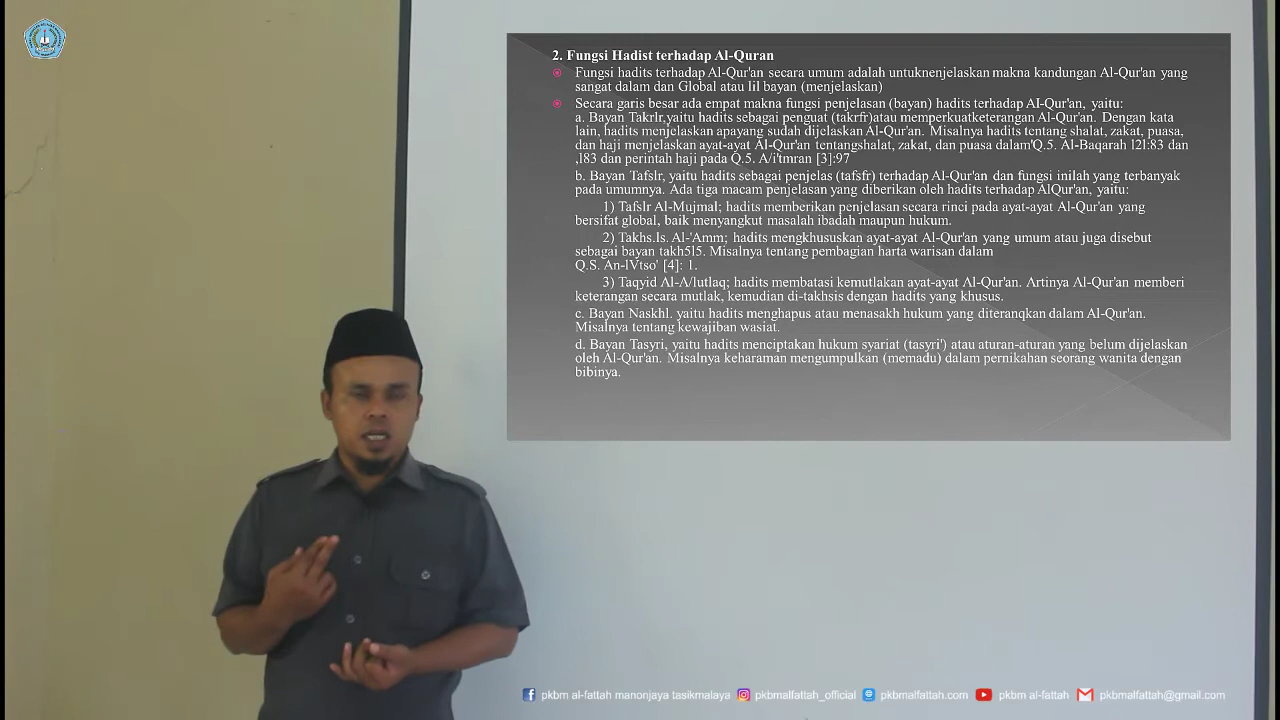 2. Fungsi Hadist terhadap Al-Quran
Fungsi hadits terhadap Al-Qur'an secara umum adalah untuknenjelaskan makna kandungan Al-Qur'an yang
sangat dalam dan Global atau lil bayan (menjelaskan)
Secara garis besar ada empat makna fungsi penjelasan (bayan) hadits terhadap AI-Qur'an, yaitu:
a. Bayan Takrlr,yaitu hadits sebagai penguat (takrfr)atau memperkuatketerangan Al-Qur'an. Dengan kata
lain, hadits menjelaskan apayang sudah dijelaskan Al-Qur'an. Misalnya hadits tentang shalat, zakat, puasa,
dan haji menjelaskan ayat-ayat Al-Qur'an tentangshalat, zakat, dan puasa dalam'Q.5. Al-Baqarah l2l:83 dan
,l83 dan perintah haji pada Q.5. A/i'tmran [3]:97
b. Bayan Tafslr, yaitu hadits sebagai penjelas (tafsfr) terhadap Al-Qur'an dan fungsi inilah yang terbanyak
pada umumnya. Ada tiga macam penjelasan yang diberikan oleh hadits terhadap AlQur'an, yaitu:
1) Tafslr Al-Mujmal; hadits memberikan penjelasan secara rinci pada ayat-ayat Al-Qur'an yang
bersifat global, baik menyangkut masalah ibadah maupun hukum.
2) Takhs.Is. Al-'Amm; hadits mengkhususkan ayat-ayat Al-Qur'an yang umum atau juga disebut
sebagai bayan takh5l5. Misalnya tentang pembagian harta warisan dalam
Q.S. An-lVtso' [4]: 1.
3) Taqyid Al-A/lutlaq; hadits membatasi kemutlakan ayat-ayat Al-Qur'an. Artinya Al-Qur'an memberi
keterangan secara mutlak, kemudian di-takhsis dengan hadits yang khusus.
c. Bayan Naskhl. yaitu hadits menghapus atau menasakh hukum yang diteranqkan dalam Al-Qur'an.
Misalnya tentang kewajiban wasiat.
d. Bayan Tasyri, yaitu hadits menciptakan hukum syariat (tasyri') atau aturan-aturan yang belum dijelaskan
oleh Al-Qur'an. Misalnya keharaman mengumpulkan (memadu) dalam pernikahan seorang wanita dengan
bibinya.
pkbm al-fattah manonjaya tasikmalaya pkbmalfattah_official pkbmalfattah.com pkbm al-fattah pkbmalfattah@gmail.com